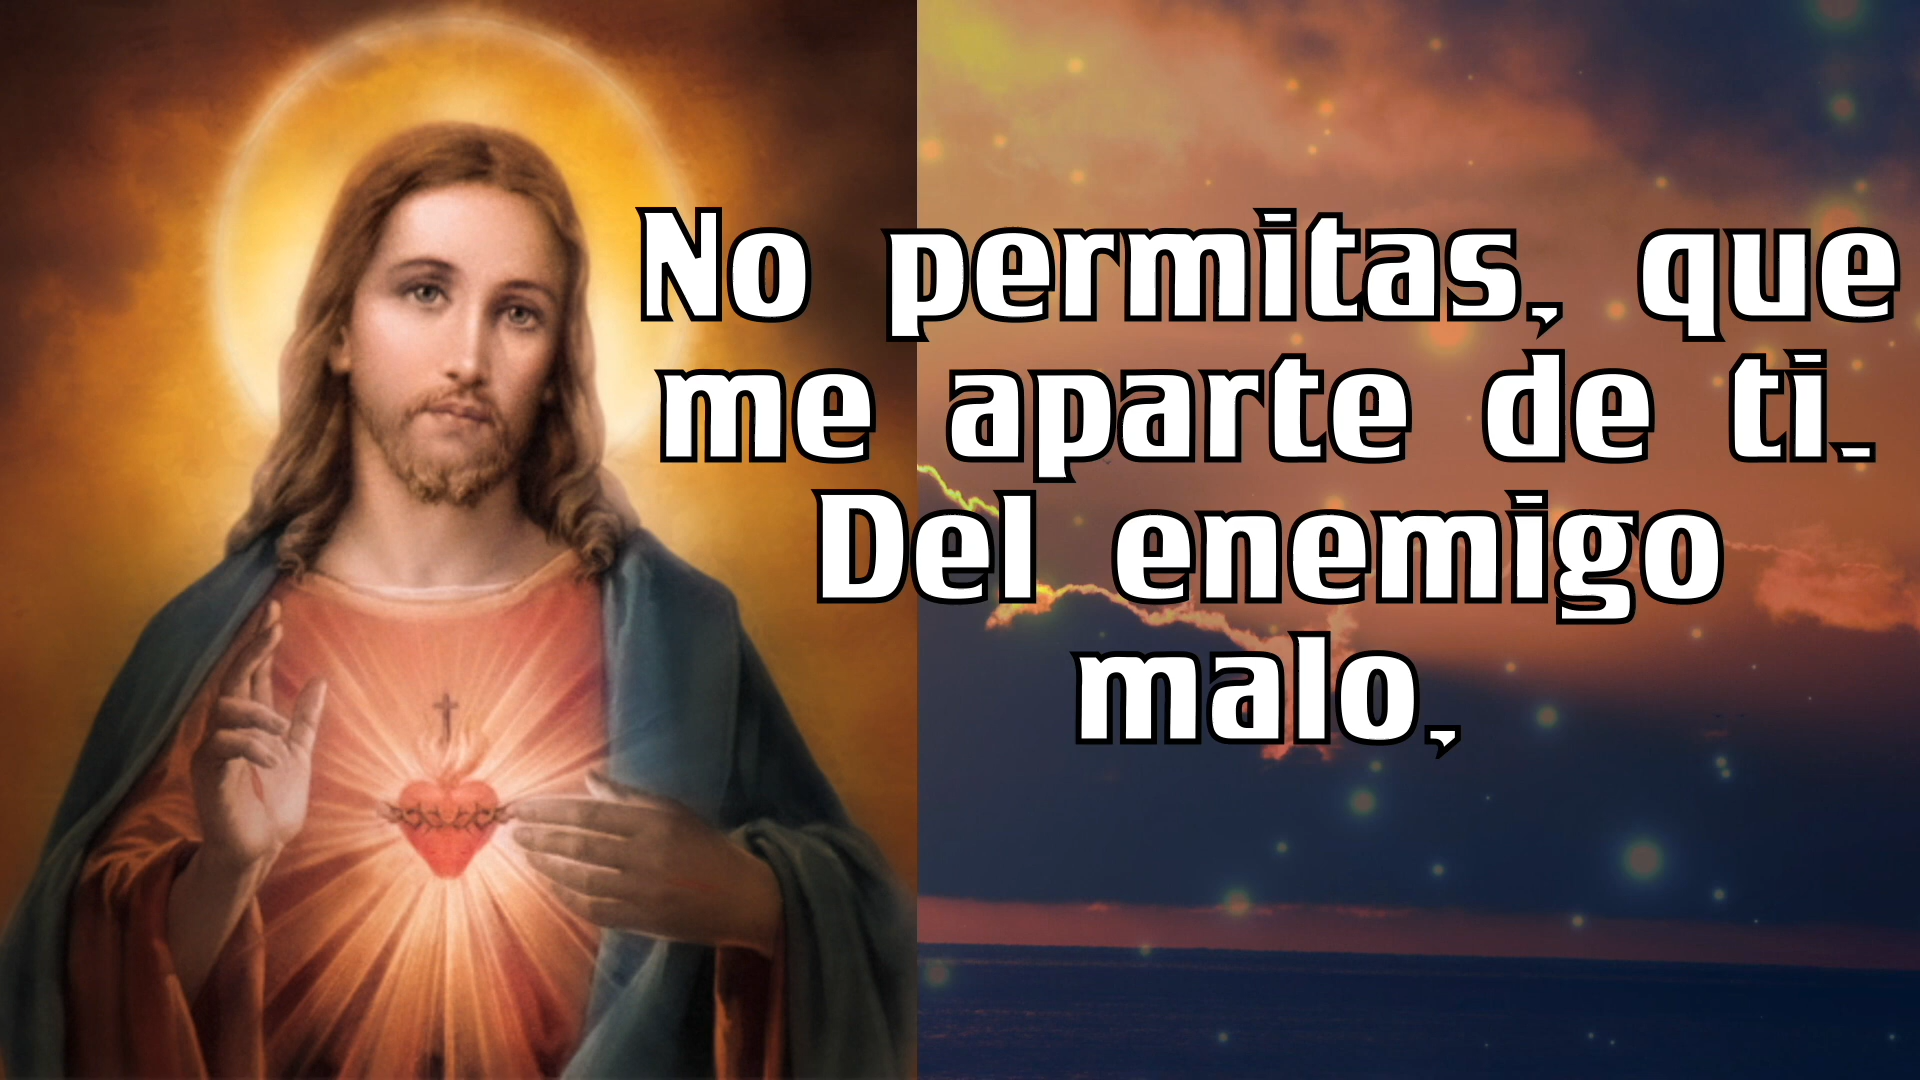 No permitas, que
me aparte de ti.
Del enemigo
malo,